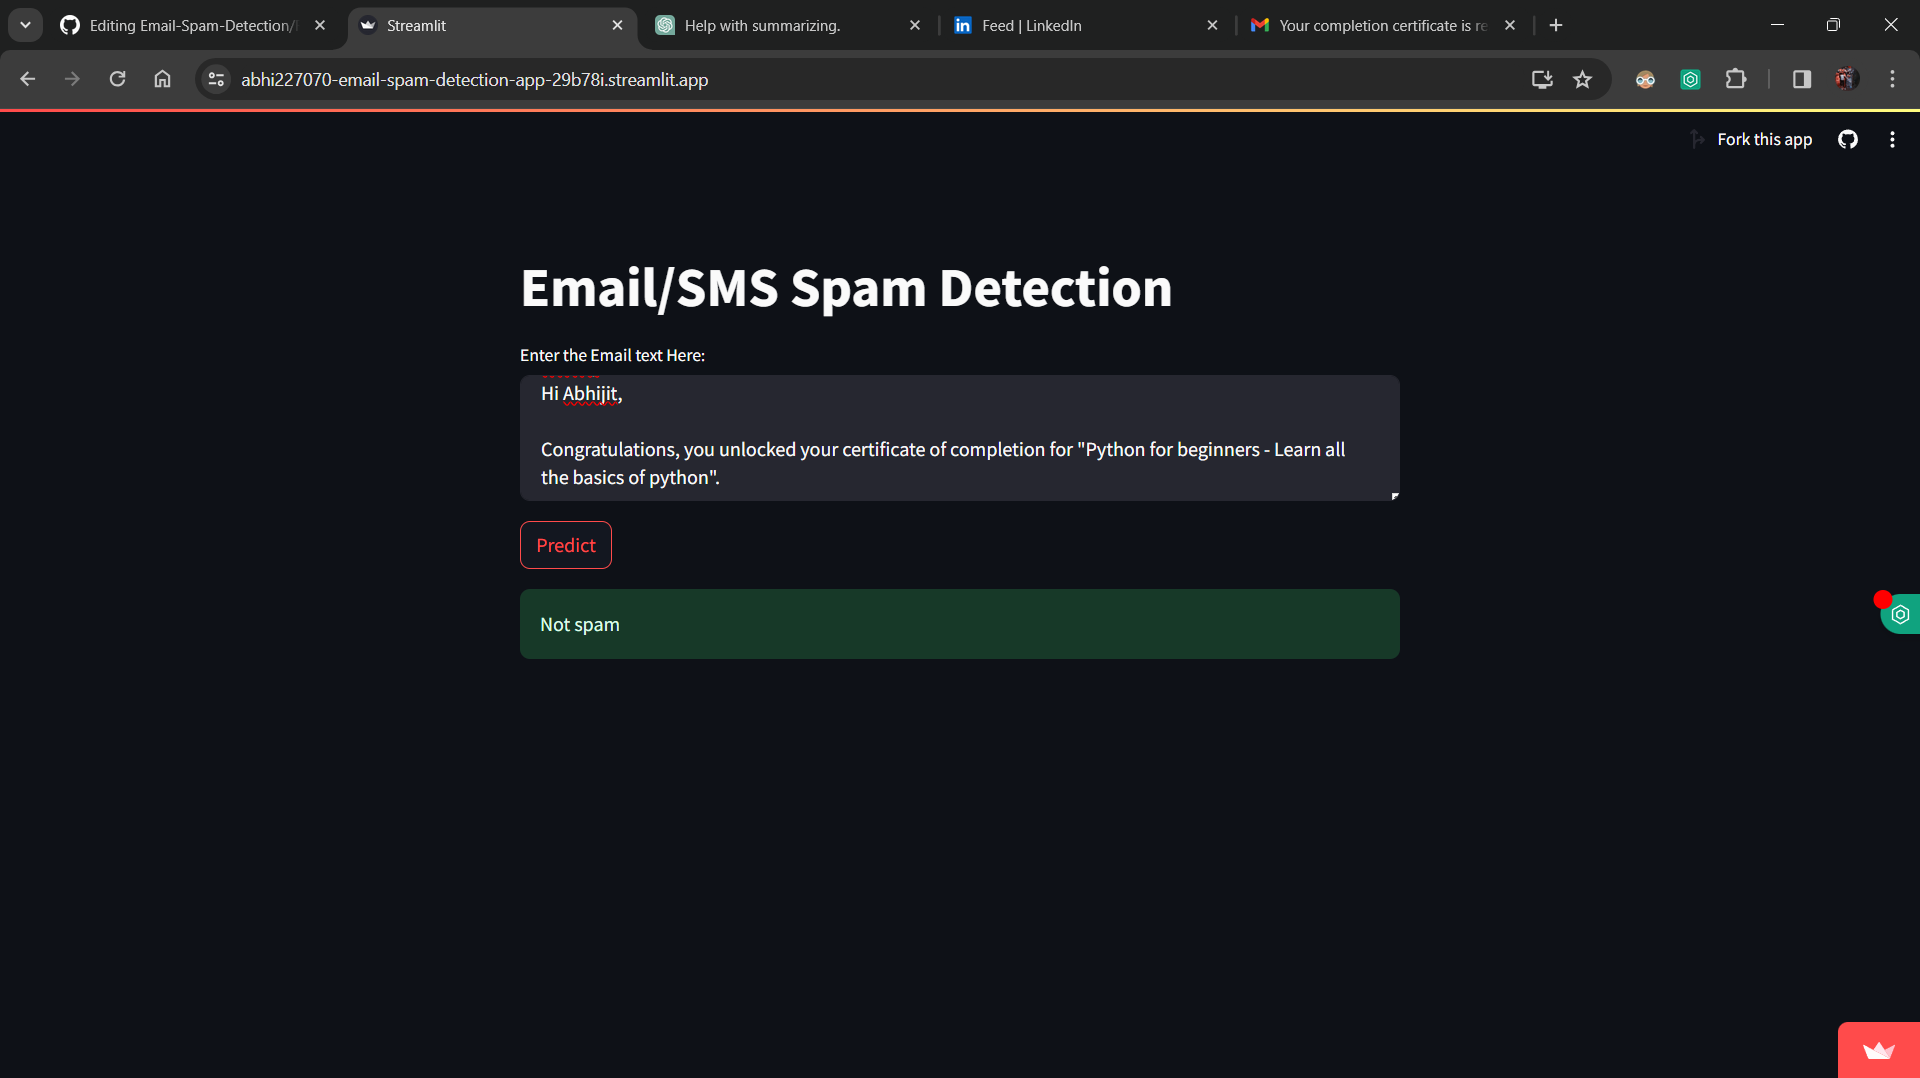 Editing Email-Spam-Detection/
Streamlit
Help with summarizing.
Feed | LinkedIn
Your completion certificate is re
abhi227070-email-spam-detection-app-29b78i.streamlit.app
Fork this app
Email/SMS Spam Detection
Enter the Email text Here:
Hi Abhijit,
Congratulations, you unlocked your certificate of completion for "Python for beginners - Learn all
the basics of python".
Predict
Not spam